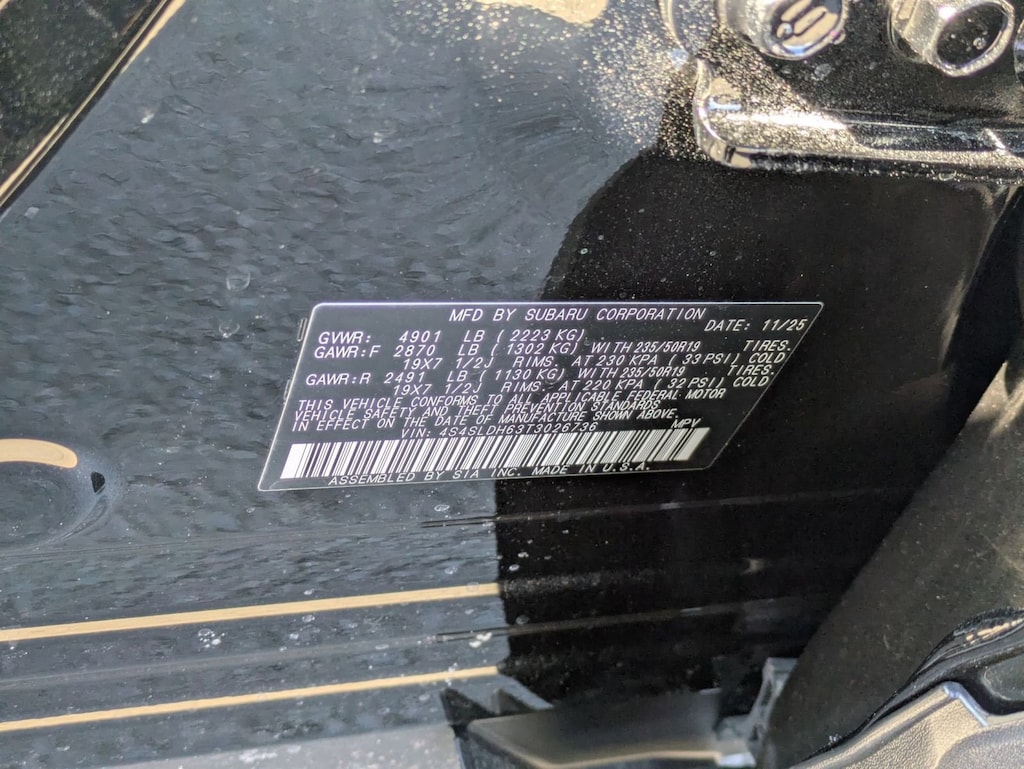 MFD BY SUBARU CORPORATION
DATE: 11/25
GVWR: 4901 LB ( 2223 KG)
GAWR:F 2870 LB ( 1302 KG) WITH 235/50R19 TIRES.
19X7 1/2J RIMS. AT 230 KPA ( 33 PSI) COLD
GAWR:R 2491 LB ( 1130 KG) WITH 235/50R19 TIRES.
19X7 1/2J RIMS. AT 220 KPA ( 32 PSI) COLD
THIS VEHICLE CONFORMS TO ALL APPLICABLE FEDERAL MOTOR
VEHICLE SAFETY AND THEFT PREVENTION STANDARDS
IN EFFECT ON THE DATE OF MANUFACTURE SHOWN ABOVE.
VIN: 4S4SLDH63T3026736 MPV
ASSEMBLED BY SIA INC. MADE IN U.S.A.